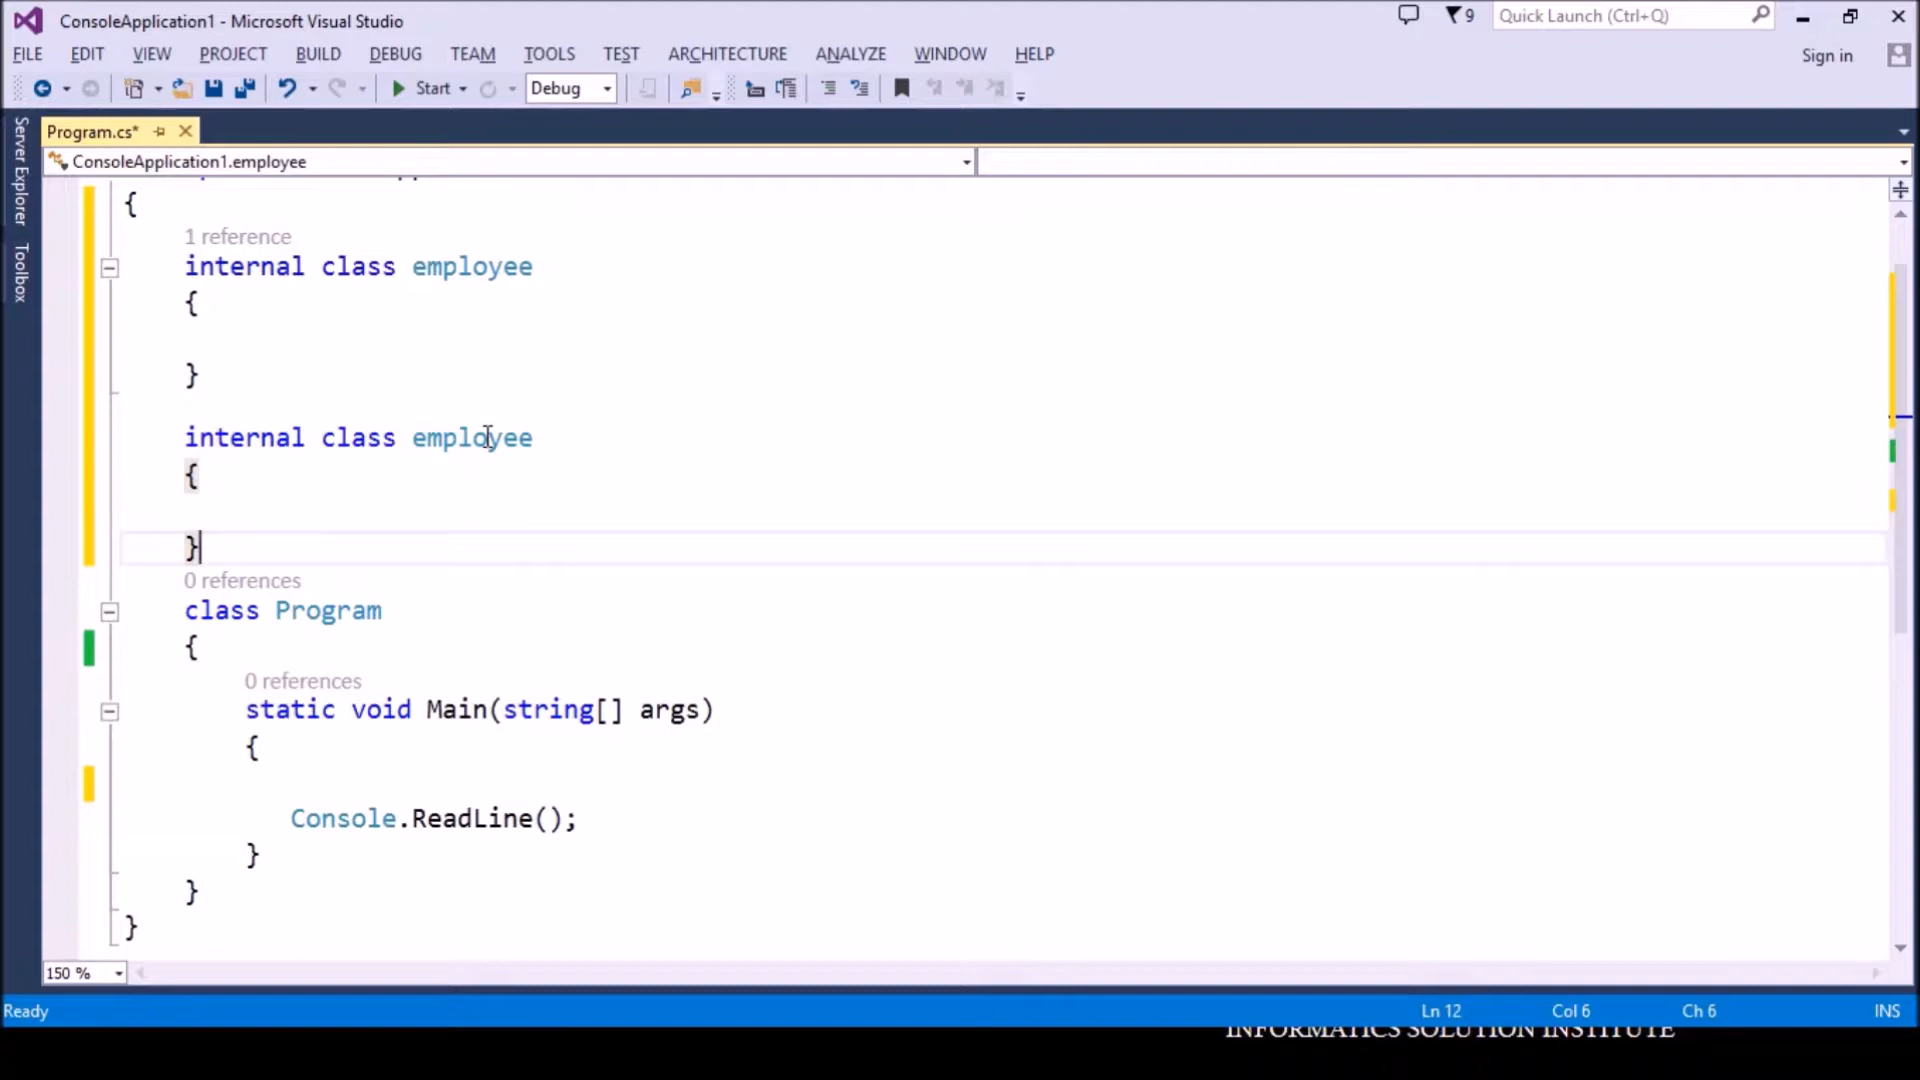 ConsoleApplication1 - Microsoft Visual Studio
9
Quick Launch (Ctrl+Q)
FILE EDIT VIEW PROJECT BUILD DEBUG TEAM TOOLS TEST ARCHITECTURE ANALYZE WINDOW HELP
Sign in
Start
Debug
Server Explorer
Toolbox
Program.cs*
ConsoleApplication1.employee
{
1 reference
internal class employee
{
}
internal class employee
{
}
0 references
class Program
{
0 references
static void Main(string[] args)
{
Console.ReadLine();
}
}
}
150 %
Ready
Ln 12
Col 6
Ch 6
INS
INFORMATICS SOLUTION INSTITUTE